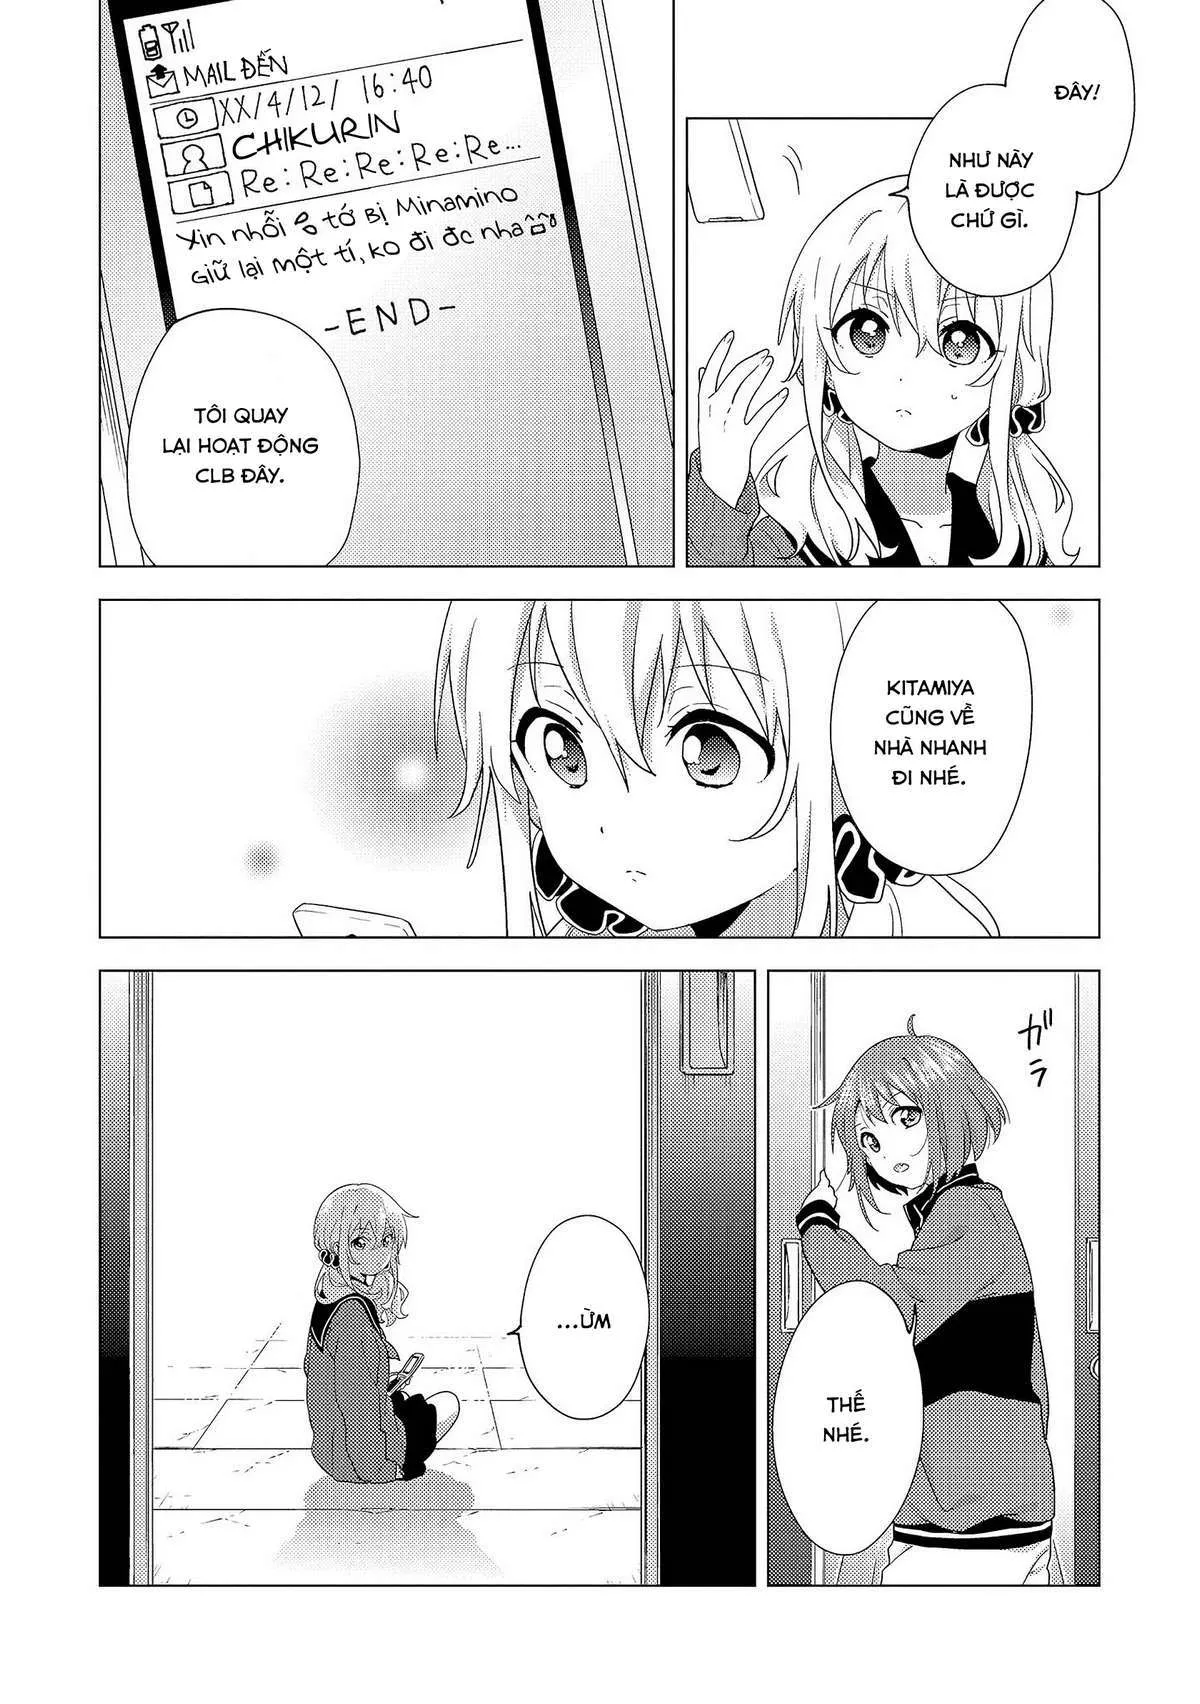 ĐÂY!
NHƯ NÀY
LÀ ĐƯỢC
CHỨ GÌ.
MAIL ĐẾN
XX/4/12/ 16:40
CHIKURIN
Re: Re: Re: Re: Re...
Xin nhỗi tớ bị Minamino
giữ lại một tí, ko đi đc nha
-END-
TÔI QUAY
LẠI HOẠT ĐỘNG
CLB ĐÂY.
KITAMIYA
CŨNG VỀ
NHÀ NHANH
ĐI NHÉ.
ガラ
THẾ
NHÉ.
...ỪM